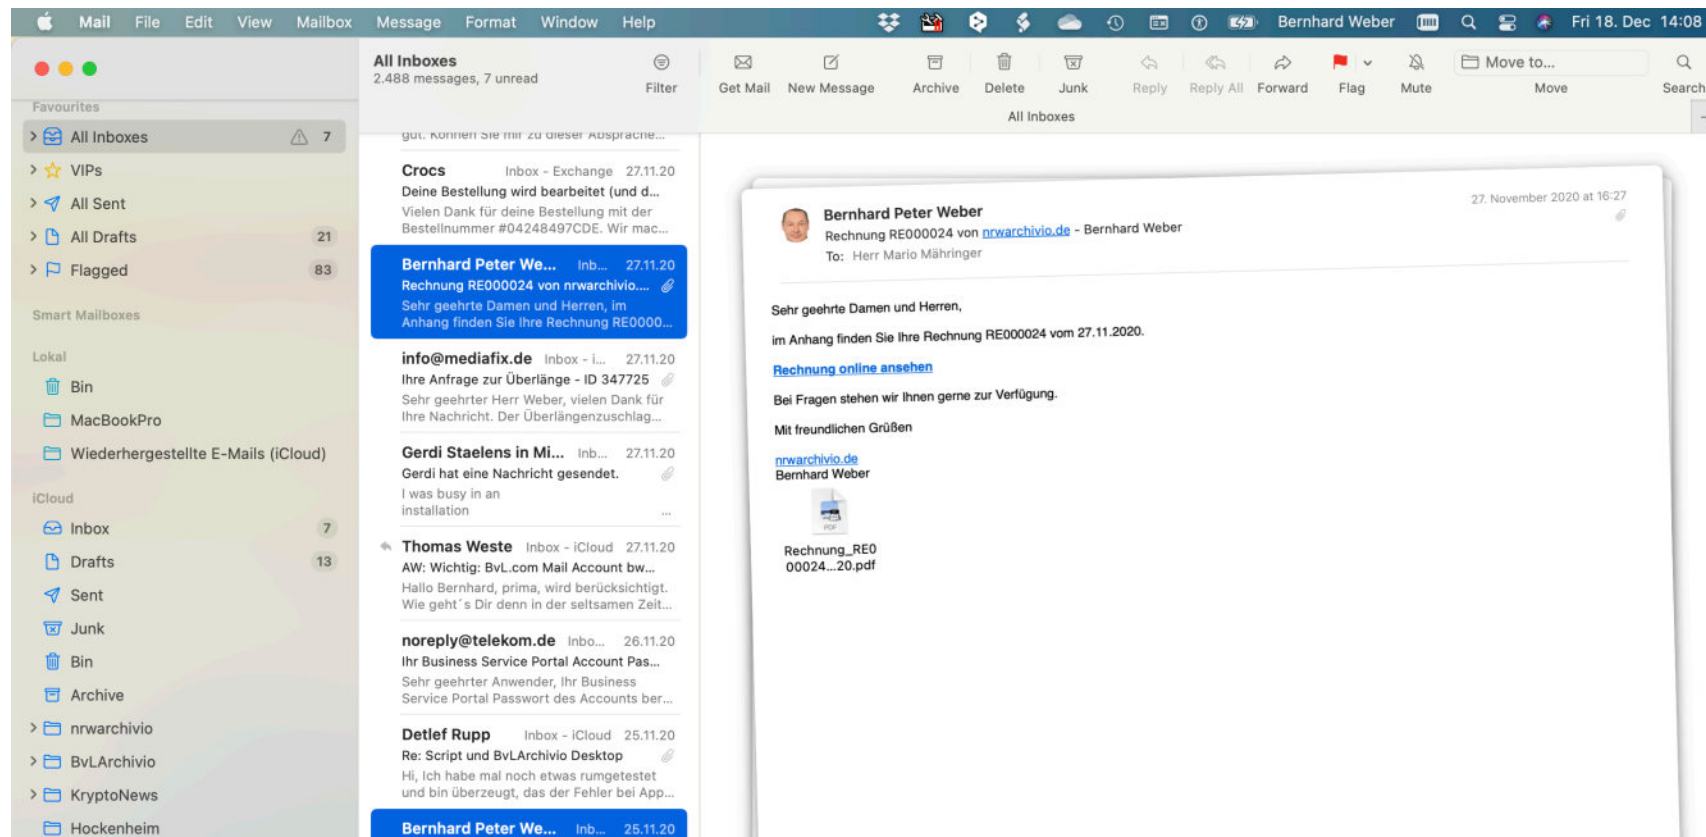 Mail File Edit View Mailbox Message Format Window Help Bernhard Weber Fri 18. Dec 14:08
Favourites
All Inboxes 7
VIPs
All Sent
All Drafts 21
Flagged 83
Smart Mailboxes
Lokal
Bin
MacBookPro
Wiederhergestellte E-Mails (iCloud)
iCloud
Inbox 7
Drafts 13
Sent
Junk
Bin
Archive
nrwarchivio
BvLArchivio
KryptoNews
Hockenheim
All Inboxes
2.488 messages, 7 unread
Filter
gut. Können Sie mir zu dieser Absprache...
Crocs Inbox - Exchange 27.11.20
Deine Bestellung wird bearbeitet (und d...
Vielen Dank für deine Bestellung mit der
Bestellnummer #04248497CDE. Wir mac...
Bernhard Peter We... Inb... 27.11.20
Rechnung RE000024 von nrwarchivio....
Sehr geehrte Damen und Herren, im
Anhang finden Sie Ihre Rechnung RE0000...
info@mediafix.de Inbox - i... 27.11.20
Ihre Anfrage zur Überlänge - ID 347725
Sehr geehrter Herr Weber, vielen Dank für
Ihre Nachricht. Der Überlängenzuschlag...
Gerdi Staelens in Mi... Inb... 27.11.20
Gerdi hat eine Nachricht gesendet.
I was busy in an
installation ...
Thomas Weste Inbox - iCloud 27.11.20
AW: Wichtig: BvL.com Mail Account bw...
Hallo Bernhard, prima, wird berücksichtigt.
Wie geht´s Dir denn in der seltsamen Zeit...
noreply@telekom.de Inbo... 26.11.20
Ihr Business Service Portal Account Pas...
Sehr geehrter Anwender, Ihr Business
Service Portal Passwort des Accounts ber...
Detlef Rupp Inbox - iCloud 25.11.20
Re: Script und BvLArchivio Desktop
Hi, Ich habe mal noch etwas rumgetestet
und bin überzeugt, das der Fehler bei App...
Bernhard Peter We... Inb... 25.11.20
Get Mail New Message Archive Delete Junk Reply Reply All Forward Flag Mute Move to... Move Search
All Inboxes
Bernhard Peter Weber 27. November 2020 at 16:27
Rechnung RE000024 von nrwarchivio.de - Bernhard Weber
To: Herr Mario Mähringer
Sehr geehrte Damen und Herren,
im Anhang finden Sie Ihre Rechnung RE000024 vom 27.11.2020.
Rechnung online ansehen
Bei Fragen stehen wir Ihnen gerne zur Verfügung.
Mit freundlichen Grüßen
nrwarchivio.de
Bernhard Weber
PDF
Rechnung_RE0
00024...20.pdf